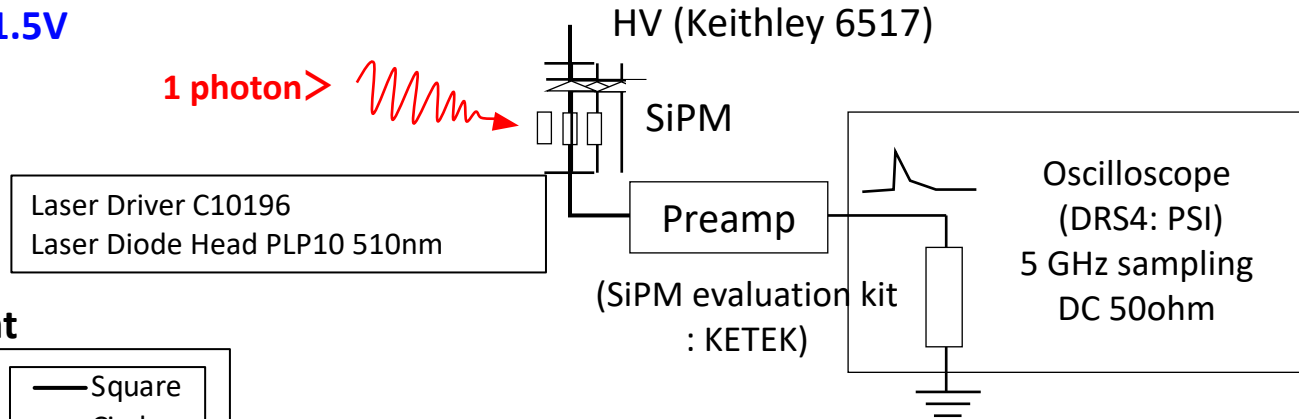 1.5V
HV (Keithley 6517)
1 photon>
SiPM
Laser Driver C10196
Laser Diode Head PLP10 510nm
Preamp
(SiPM evaluation kit
: KETEK)
Oscilloscope
(DRS4: PSI)
5 GHz sampling
DC 50ohm
Square